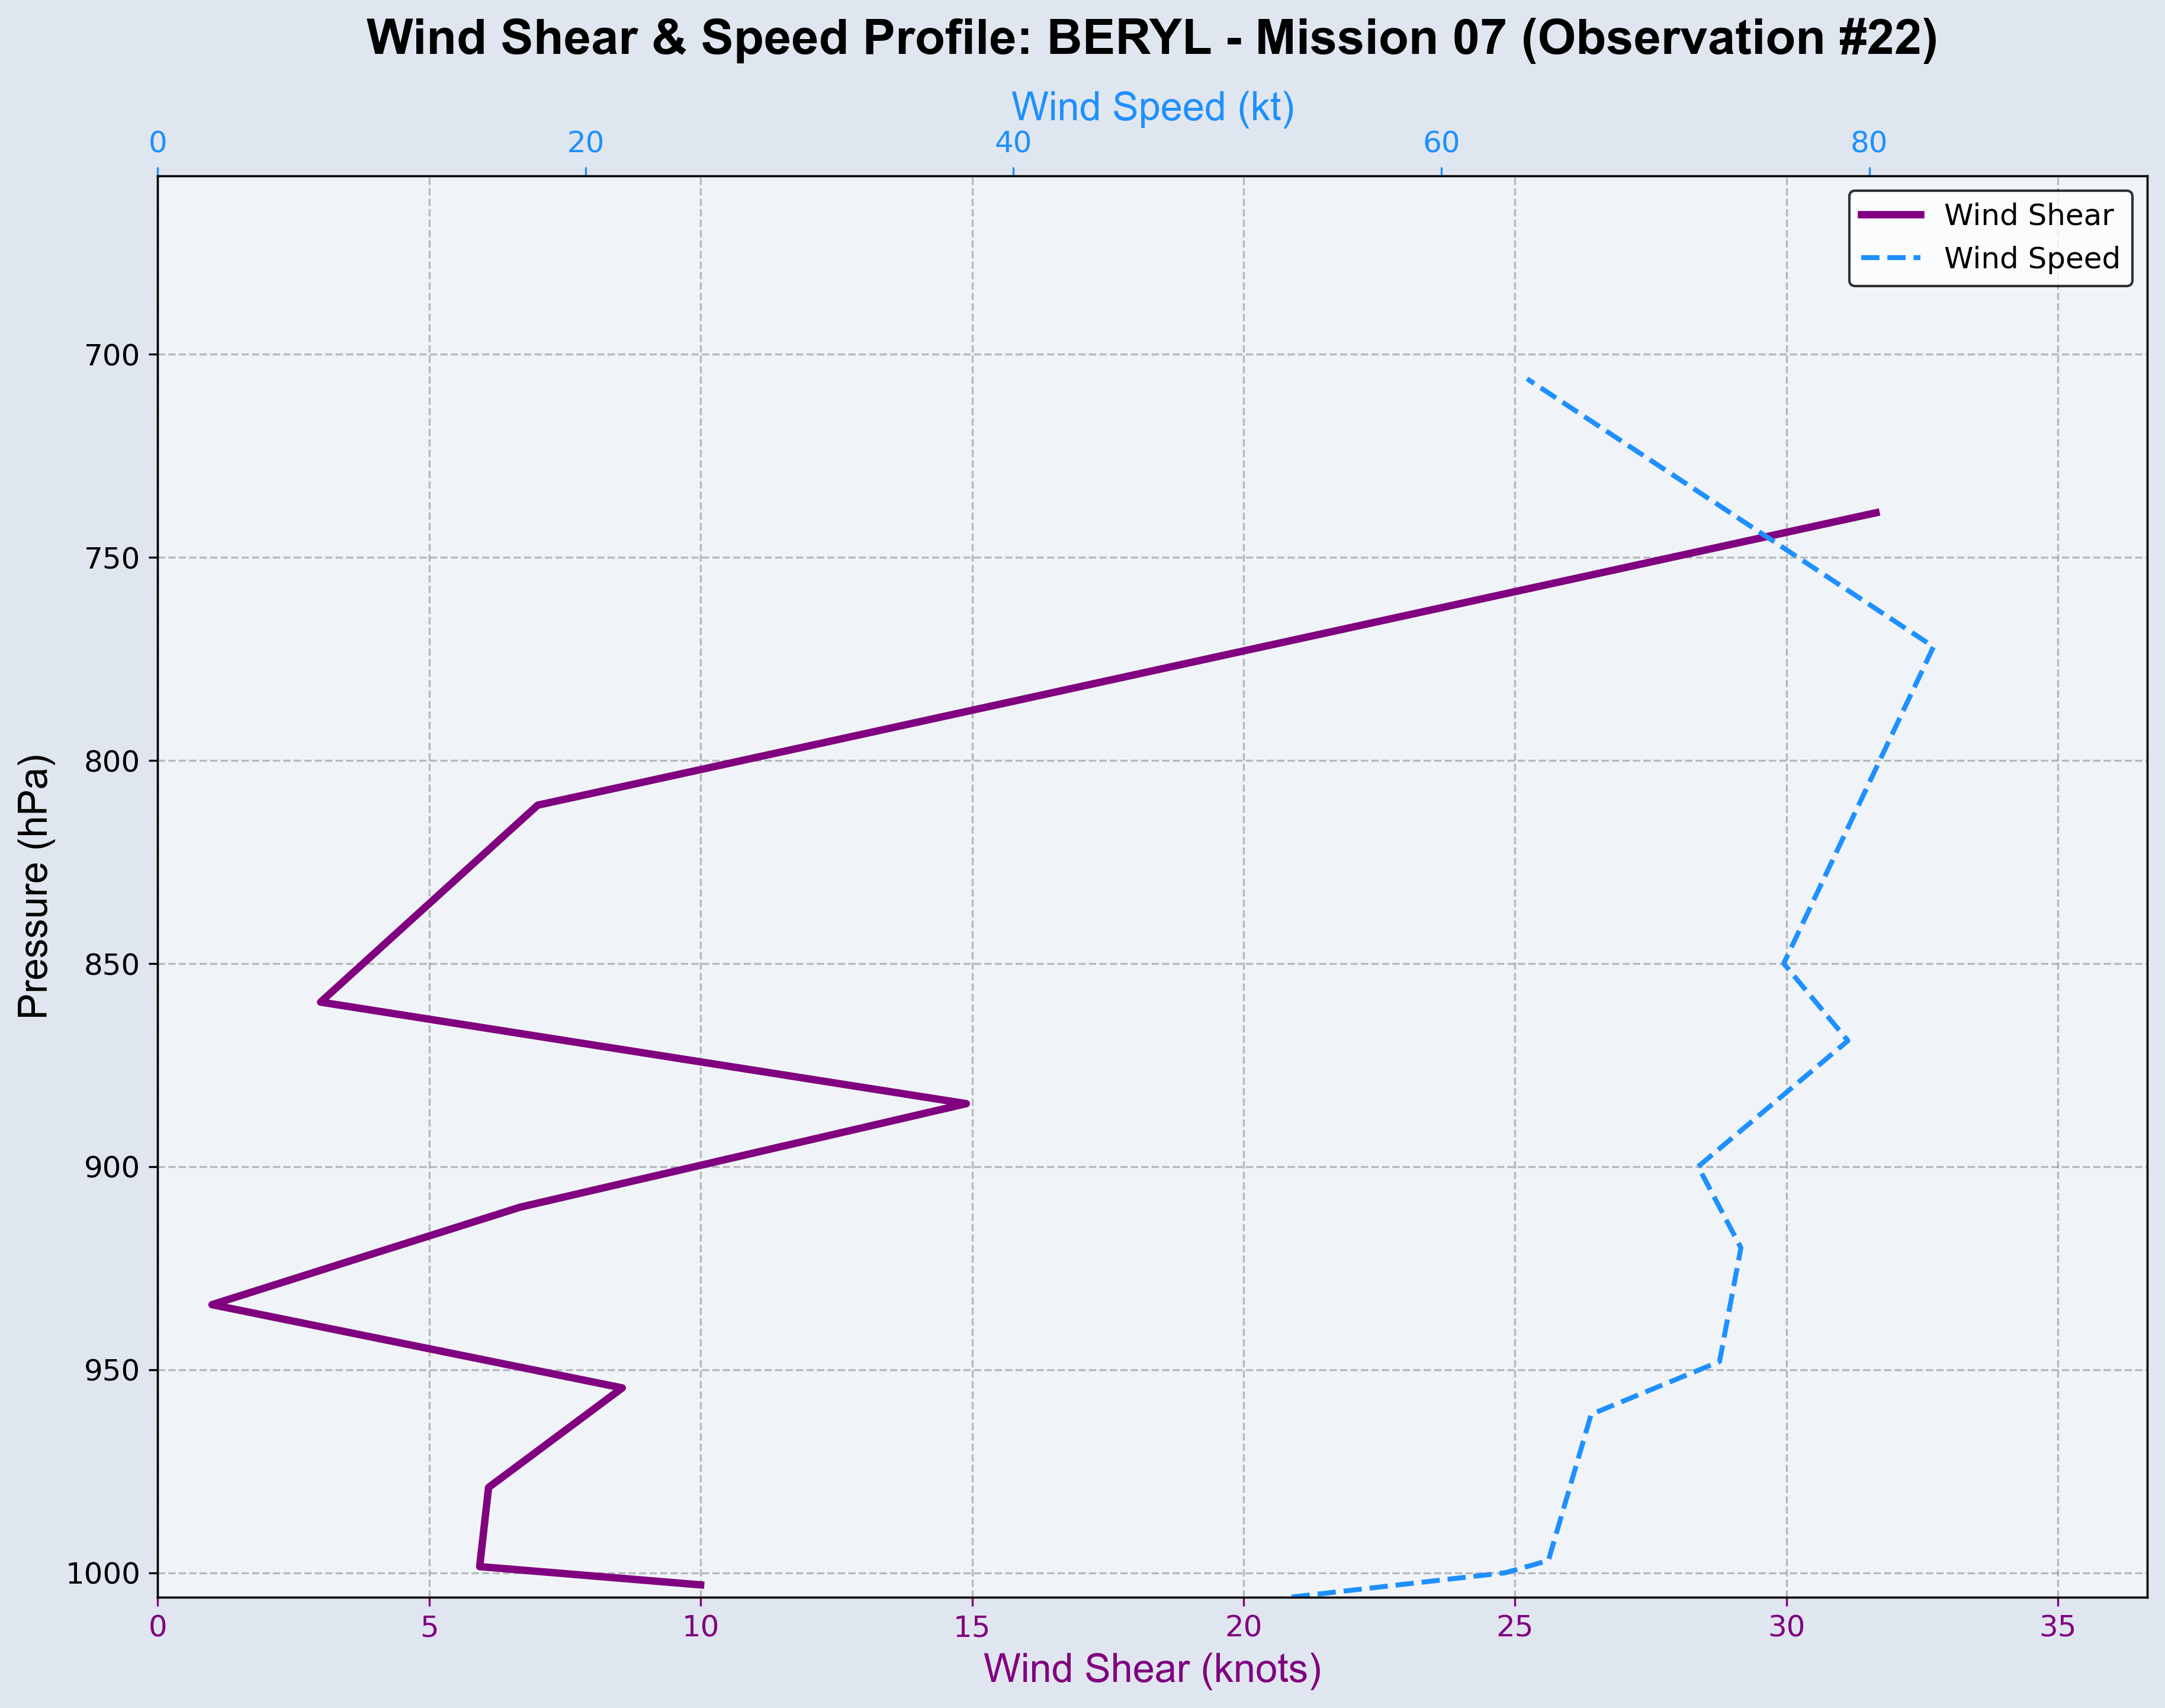 Wind Shear & Speed Profile: BERYL - Mission 07 (Observation #22)
Wind Speed (kt)
0 20 40 60 80
Wind Shear
Wind Speed
700
750
800
850
900
950
1000
Pressure (hPa)
0 5 10 15 20 25 30 35
Wind Shear (knots)